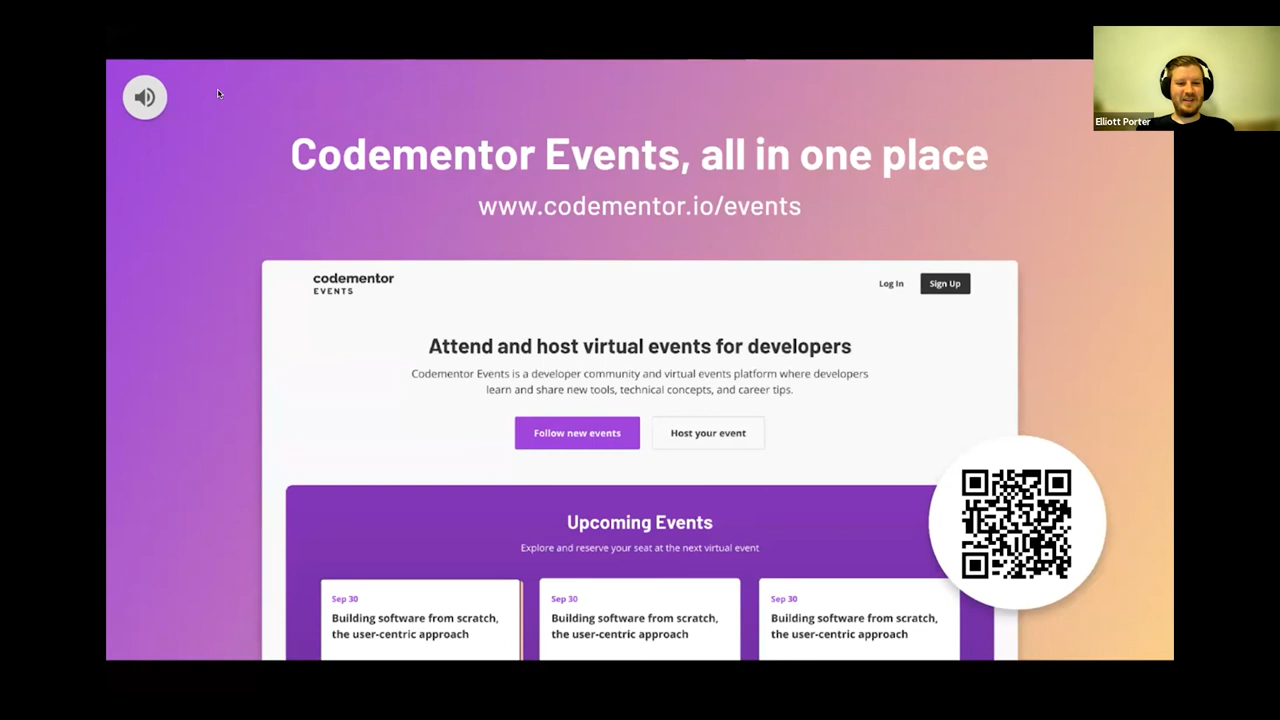 Codementor Events, all in one place
www.codementor.io/events
Elliott Porter
codementor
EVENTS
Log In
Sign Up
Attend and host virtual events for developers
Codementor Events is a developer community and virtual events platform where developers
learn and share new tools, technical concepts, and career tips.
Follow new events
Host your event
Upcoming Events
Explore and reserve your seat at the next virtual event
Sep 30
Building software from scratch,
the user-centric approach
Sep 30
Building software from scratch,
the user-centric approach
Sep 30
Building software from scratch,
the user-centric approach